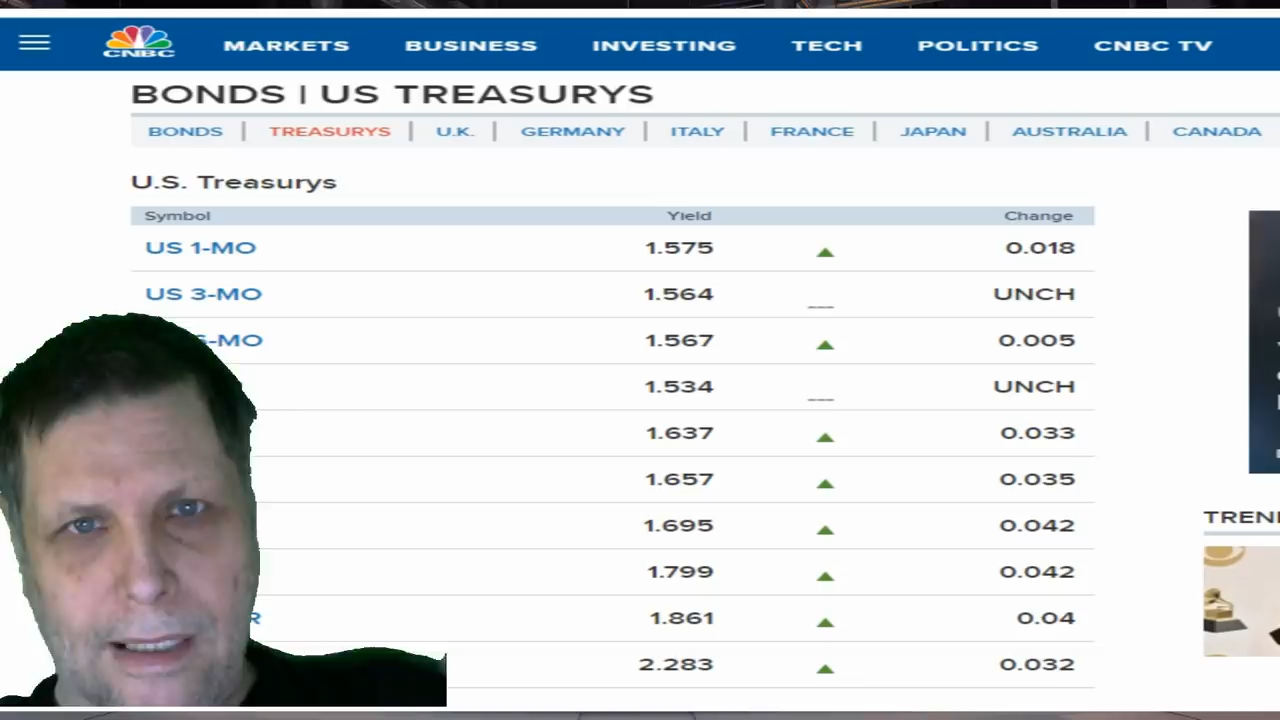 CNBC MARKETS BUSINESS INVESTING TECH POLITICS CNBC TV
BONDS | US TREASURYS
BONDS | TREASURYS | U.K. | GERMANY | ITALY | FRANCE | JAPAN | AUSTRALIA | CANADA
U.S. Treasurys
Symbol Yield Change
US 1-MO 1.575 0.018
US 3-MO 1.564 UNCH
-MO 1.567 0.005
1.534 UNCH
1.637 0.033
1.657 0.035
1.695 0.042
1.799 0.042
R 1.861 0.04
2.283 0.032
TREN